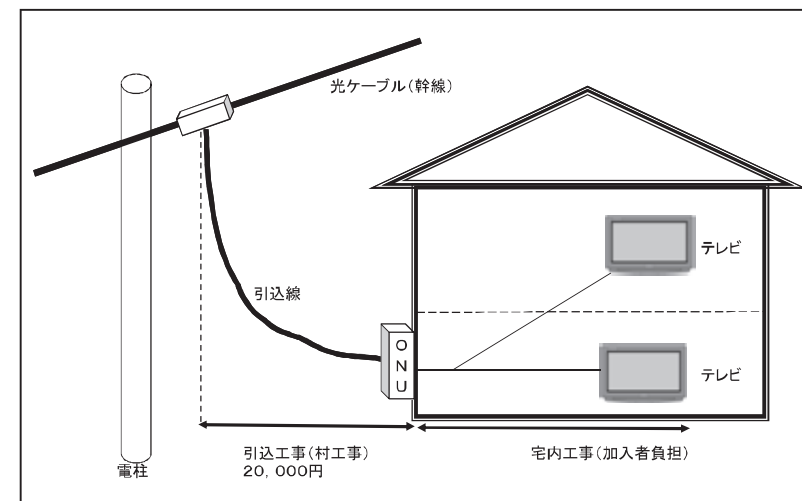 光ケーブル(幹線)
テレビ
引込線
ONU
テレビ
引込工事(村工事)
20,000円
宅内工事(加入者負担)
電柱